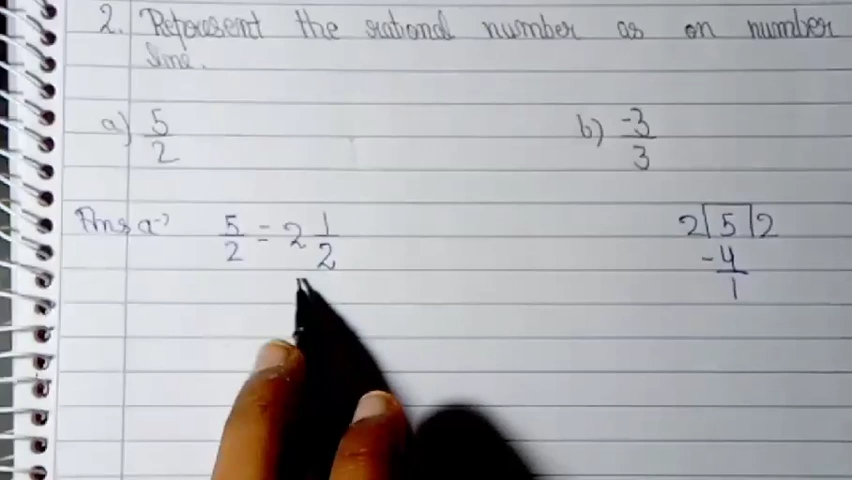 2. Represent the rational number as on number
line.
a) 5/2 b) -3/3
Ans a→ 5/2 = 2 1/2 2|5|2
-4
1